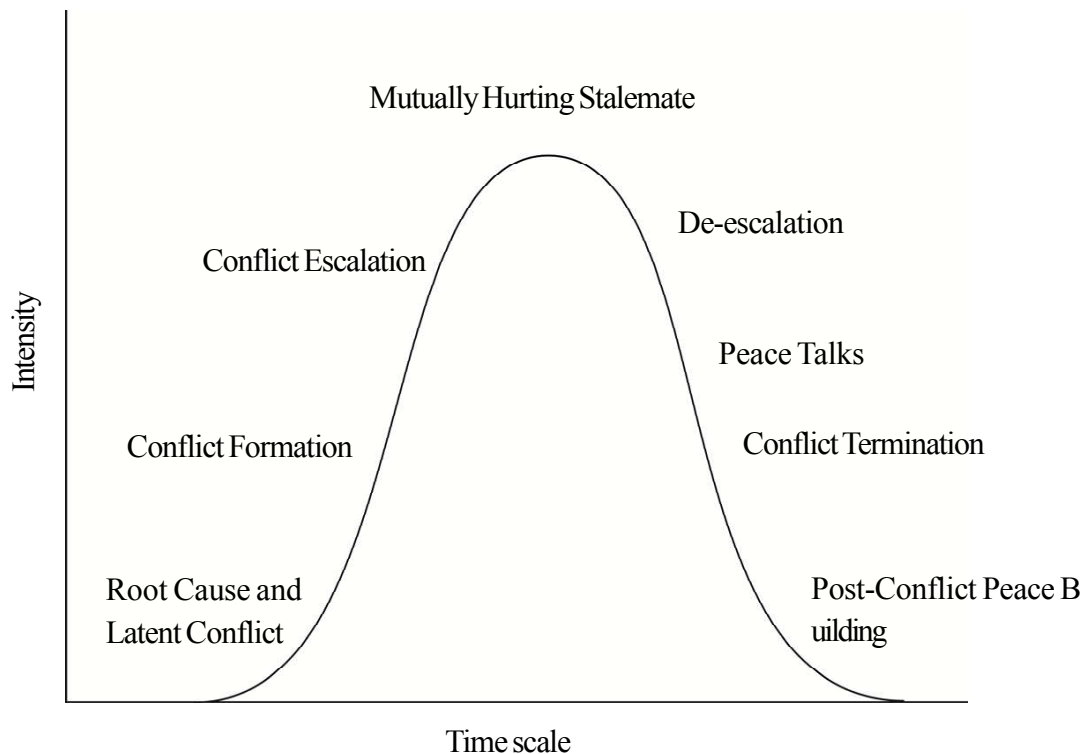 Mutually Hurting Stalemate
De-escalation
Conflict Escalation
Intensity
Peace Talks
Conflict Formation
Conflict Termination
Root Cause and
Latent Conflict
Post-Conflict Peace B
uilding
Time scale